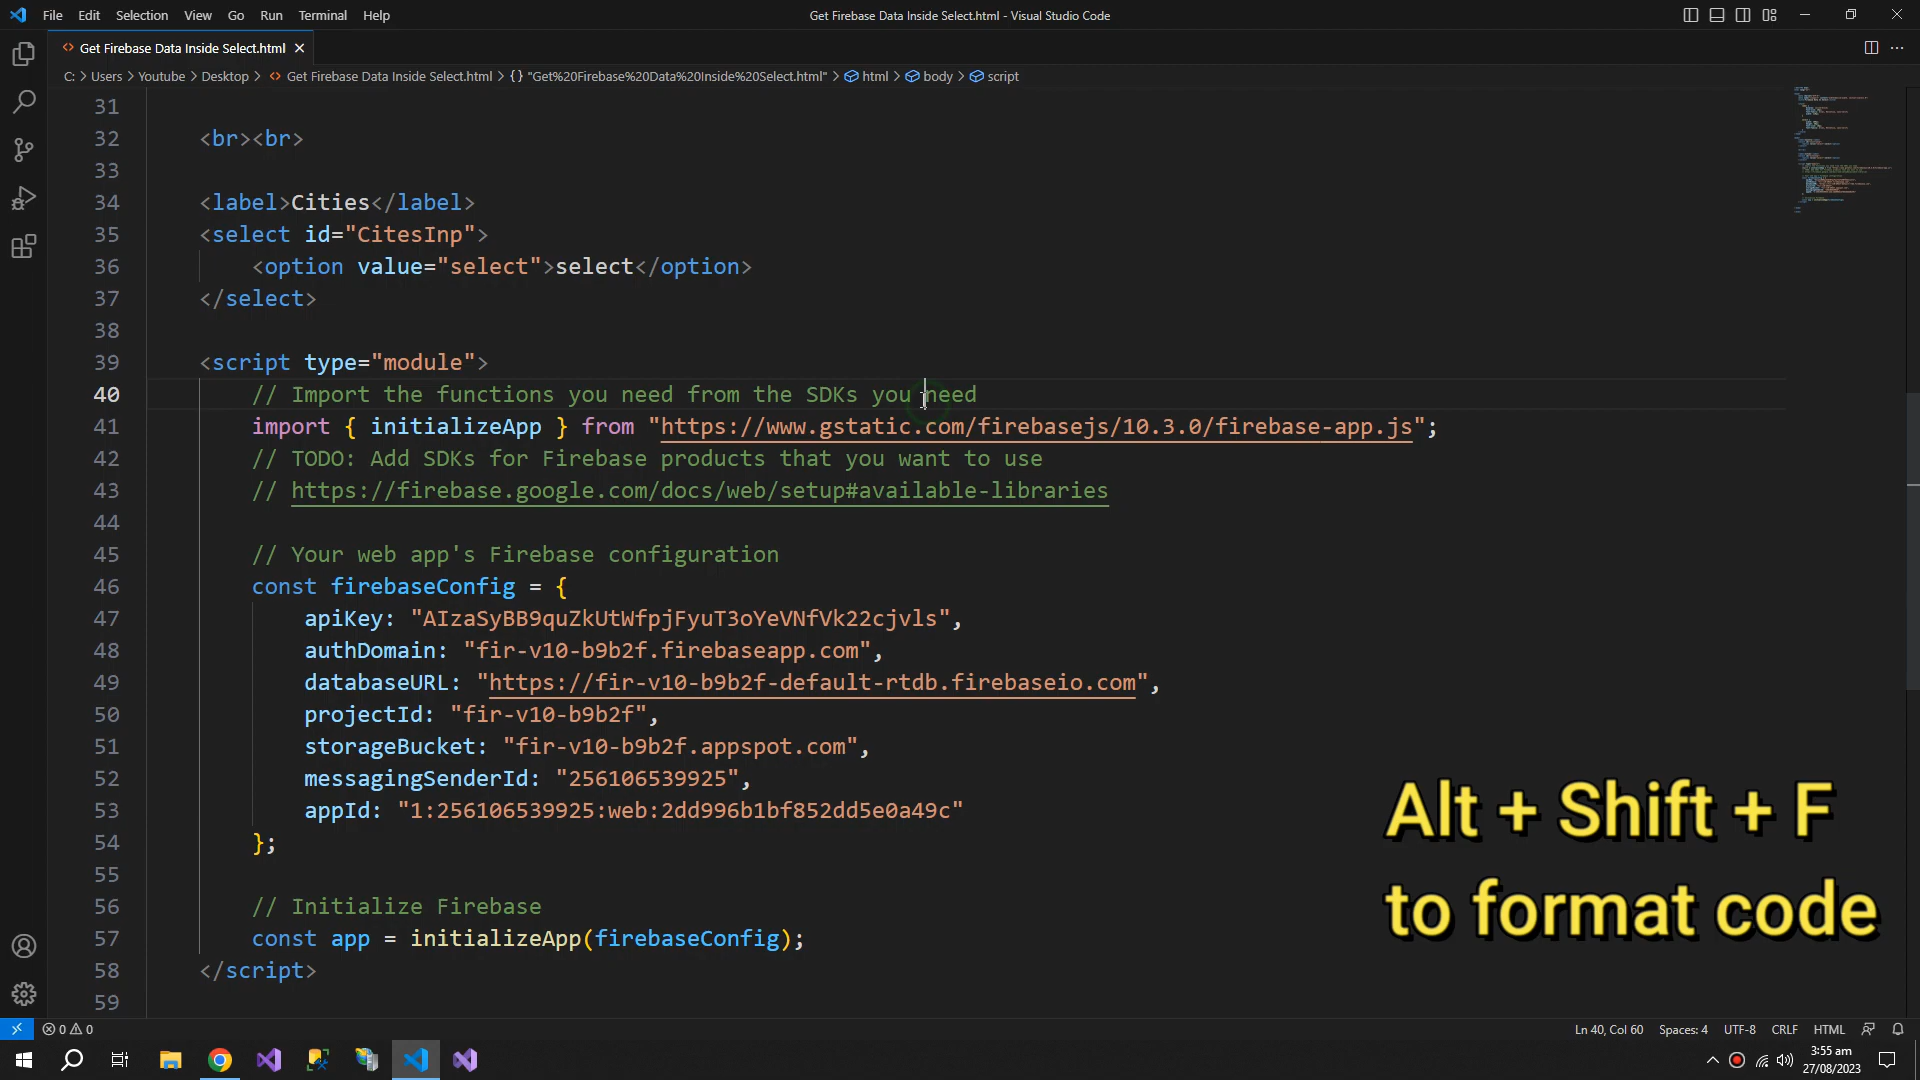 File Edit Selection View Go Run Terminal Help
Get Firebase Data Inside Select.html - Visual Studio Code
Get Firebase Data Inside Select.html
C: > Users > Youtube > Desktop > Get Firebase Data Inside Select.html > {} "Get%20Firebase%20Data%20Inside%20Select.html" > html > body > script
31
32 <br><br>
33
34 <label>Cities</label>
35 <select id="CitesInp">
36 <option value="select">select</option>
37 </select>
38
39 <script type="module">
40 // Import the functions you need from the SDKs you need
41 import { initializeApp } from "https://www.gstatic.com/firebasejs/10.3.0/firebase-app.js";
42 // TODO: Add SDKs for Firebase products that you want to use
43 // https://firebase.google.com/docs/web/setup#available-libraries
44
45 // Your web app's Firebase configuration
46 const firebaseConfig = {
47 apiKey: "AIzaSyBB9quZkUtWfpjFyuT3oYeVNfVk22cjvls",
48 authDomain: "fir-v10-b9b2f.firebaseapp.com",
49 databaseURL: "https://fir-v10-b9b2f-default-rtdb.firebaseio.com",
50 projectId: "fir-v10-b9b2f",
51 storageBucket: "fir-v10-b9b2f.appspot.com",
52 messagingSenderId: "256106539925",
53 appId: "1:256106539925:web:2dd996b1bf852dd5e0a49c"
54 };
55
56 // Initialize Firebase
57 const app = initializeApp(firebaseConfig);
58 </script>
59
Alt + Shift + F
to format code
0 0
Ln 40, Col 60 Spaces: 4 UTF-8 CRLF HTML
3:55 am
27/08/2023